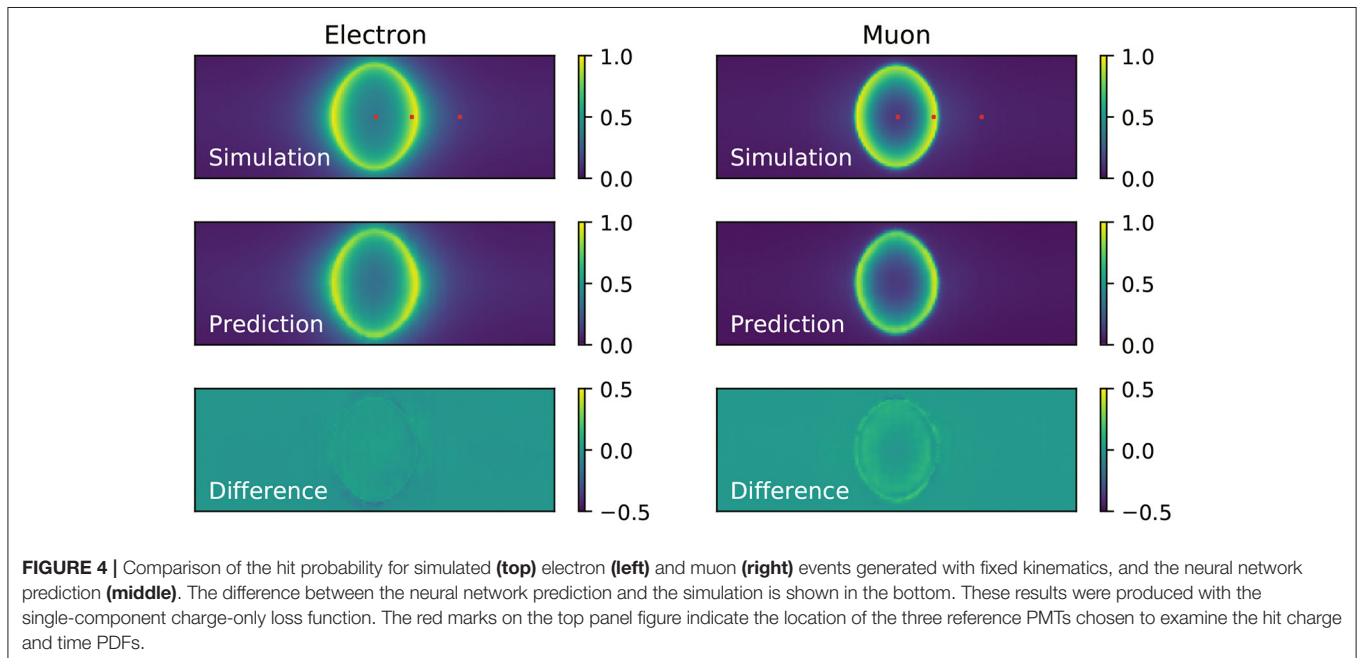 Electron
Muon
1.0
0.5
0.0
Simulation
1.0
0.5
0.0
Simulation
1.0
0.5
0.0
Prediction
1.0
0.5
0.0
Prediction
0.5
0.0
−0.5
Difference
0.5
0.0
−0.5
Difference
FIGURE 4 | Comparison of the hit probability for simulated (top) electron (left) and muon (right) events generated with fixed kinematics, and the neural network
prediction (middle). The difference between the neural network prediction and the simulation is shown in the bottom. These results were produced with the
single-component charge-only loss function. The red marks on the top panel figure indicate the location of the three reference PMTs chosen to examine the hit charge
and time PDFs.